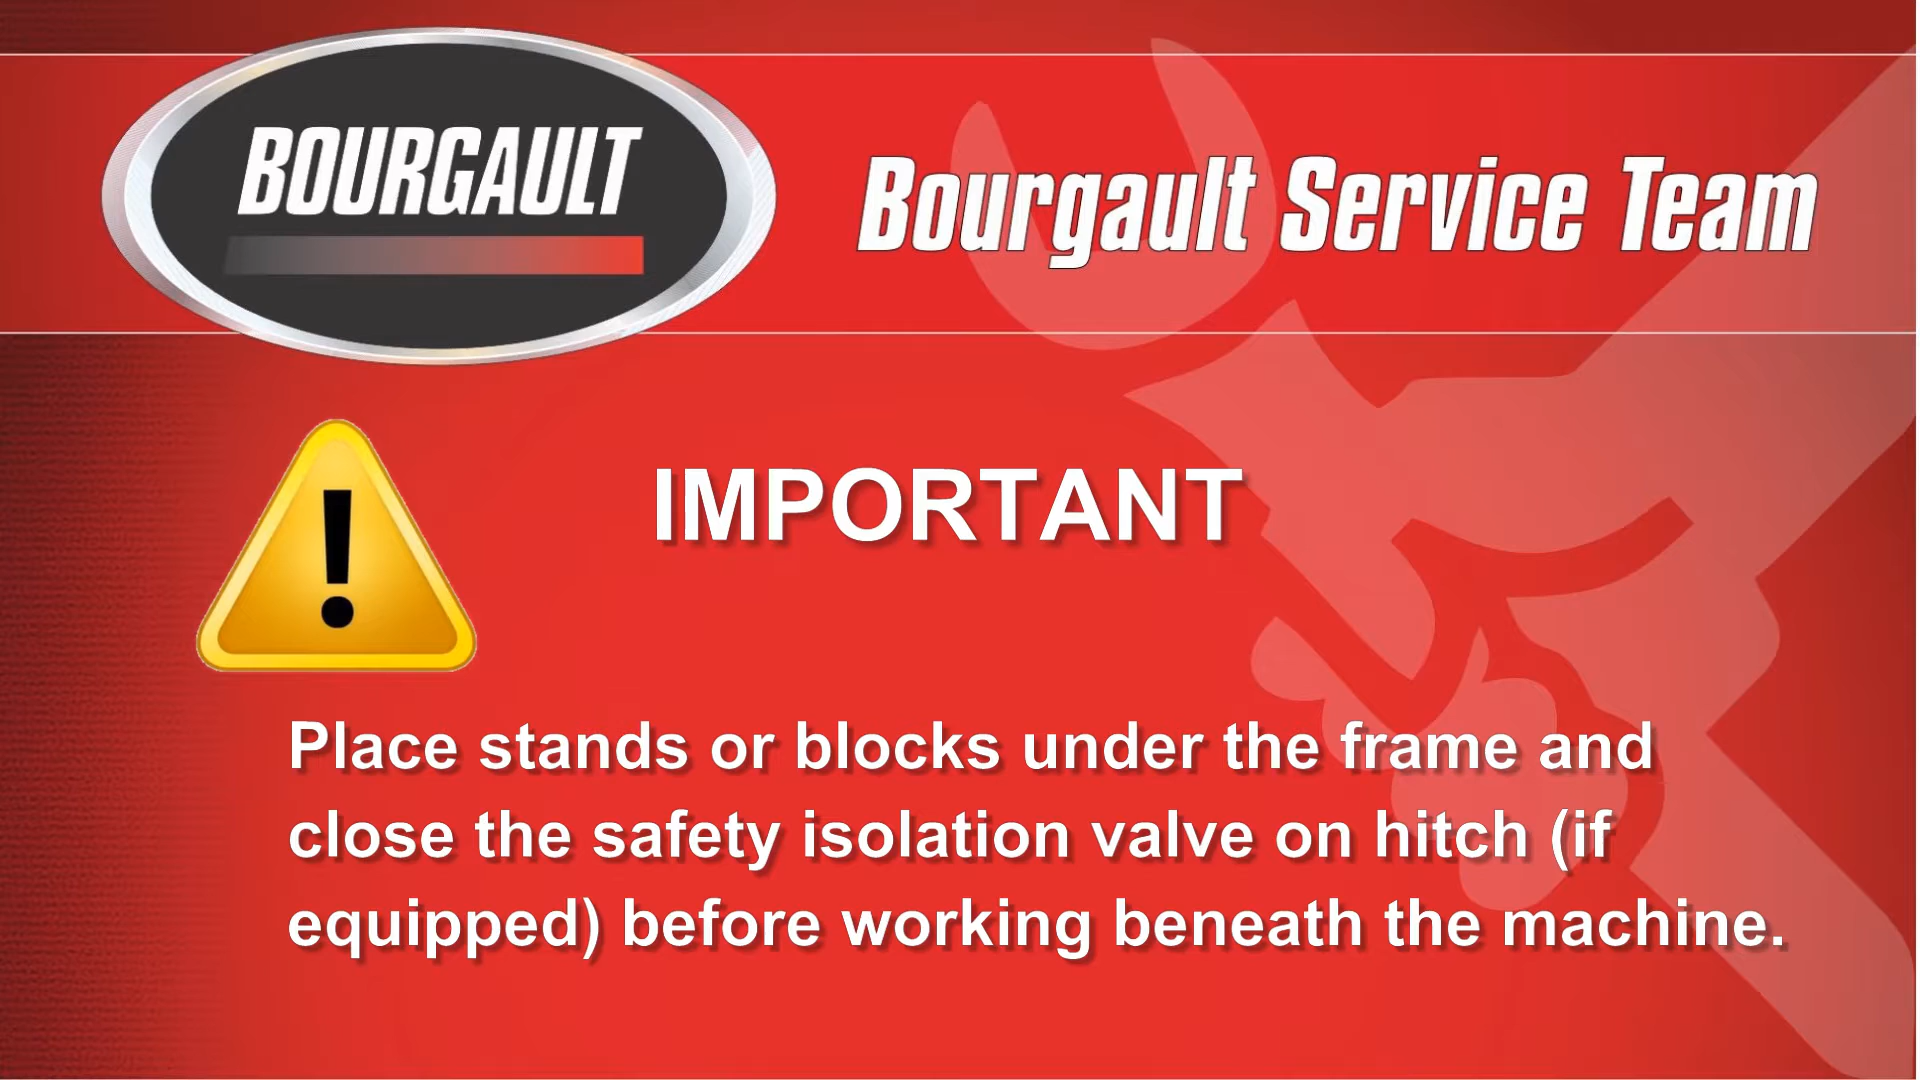 BOURGAULT
Bourgault Service Team
!
IMPORTANT
Place stands or blocks under the frame and
close the safety isolation valve on hitch (if
equipped) before working beneath the machine.